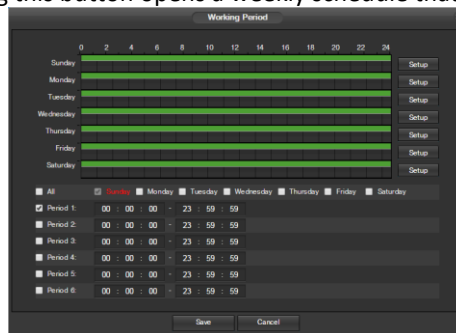 this button opens a weekly schedule that
Working Period
0 2 4 6 8 10 12 14 16 18 20 22 24
Sunday Setup
Monday Setup
Tuesday Setup
Wednesday Setup
Thursday Setup
Friday Setup
Saturday Setup
All Sunday Monday Tuesday Wednesday Thursday Friday Saturday
Period 1: 00 : 00 : 00 - 23 : 59 : 59
Period 2: 00 : 00 : 00 - 23 : 59 : 59
Period 3: 00 : 00 : 00 - 23 : 59 : 59
Period 4: 00 : 00 : 00 - 23 : 59 : 59
Period 5: 00 : 00 : 00 - 23 : 59 : 59
Period 6: 00 : 00 : 00 - 23 : 59 : 59
Save Cancel